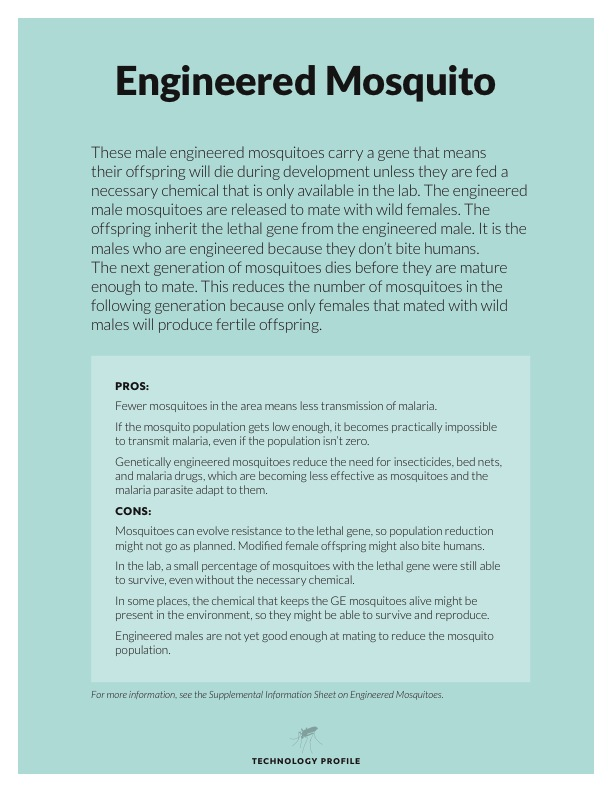 Engineered Mosquito
These male engineered mosquitoes carry a gene that means
their offspring will die during development unless they are fed a
necessary chemical that is only available in the lab. The engineered
male mosquitoes are released to mate with wild females. The
offspring inherit the lethal gene from the engineered male. It is the
males who are engineered because they don’t bite humans.
The next generation of mosquitoes dies before they are mature
enough to mate. This reduces the number of mosquitoes in the
following generation because only females that mated with wild
males will produce fertile offspring.
PROS:
Fewer mosquitoes in the area means less transmission of malaria.
If the mosquito population gets low enough, it becomes practically impossible
to transmit malaria, even if the population isn’t zero.
Genetically engineered mosquitoes reduce the need for insecticides, bed nets,
and malaria drugs, which are becoming less effective as mosquitoes and the
malaria parasite adapt to them.
CONS:
Mosquitoes can evolve resistance to the lethal gene, so population reduction
might not go as planned. Modified female offspring might also bite humans.
In the lab, a small percentage of mosquitoes with the lethal gene were still able
to survive, even without the necessary chemical.
In some places, the chemical that keeps the GE mosquitoes alive might be
present in the environment, so they might be able to survive and reproduce.
Engineered males are not yet good enough at mating to reduce the mosquito
population.
For more information, see the Supplemental Information Sheet on Engineered Mosquitoes.
TECHNOLOGY PROFILE